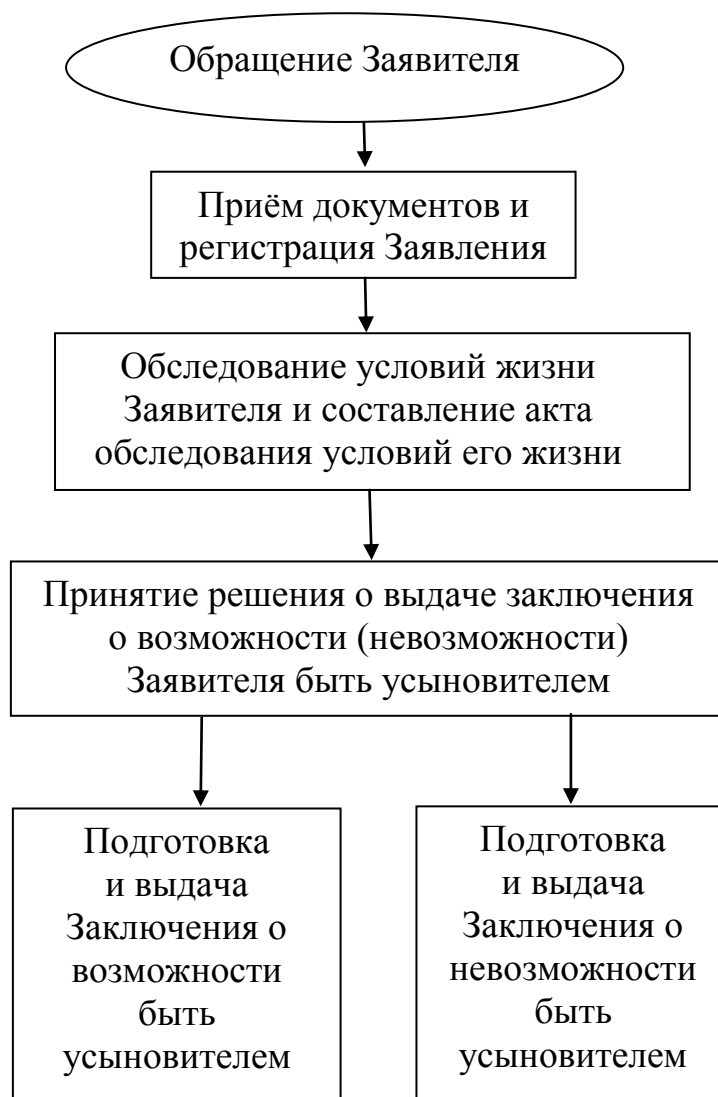 Обращение Заявителя
Приём документов и
регистрация Заявления
Обследование условий жизни
Заявителя и составление акта
обследования условий его жизни
Принятие решения о выдаче заключения
о возможности (невозможности)
Заявителя быть усыновителем
Подготовка
и выдача
Заключения о
возможности
быть
усыновителем
Подготовка
и выдача
Заключения о
невозможности
быть
усыновителем